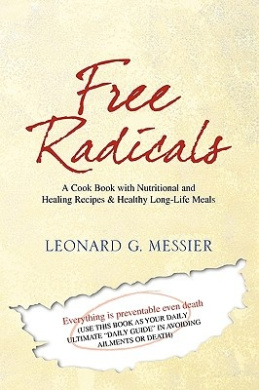 Free
Radicals
A Cook Book with Nutritional and
Healing Recipes & Healthy Long-Life Meals
LEONARD G. MESSIER
Everything is preventable even death
(USE THIS BOOK AS YOUR DAILY
ULTIMATE "DAILY GUIDE" IN AVOIDING
AILMENTS OR DEATH)